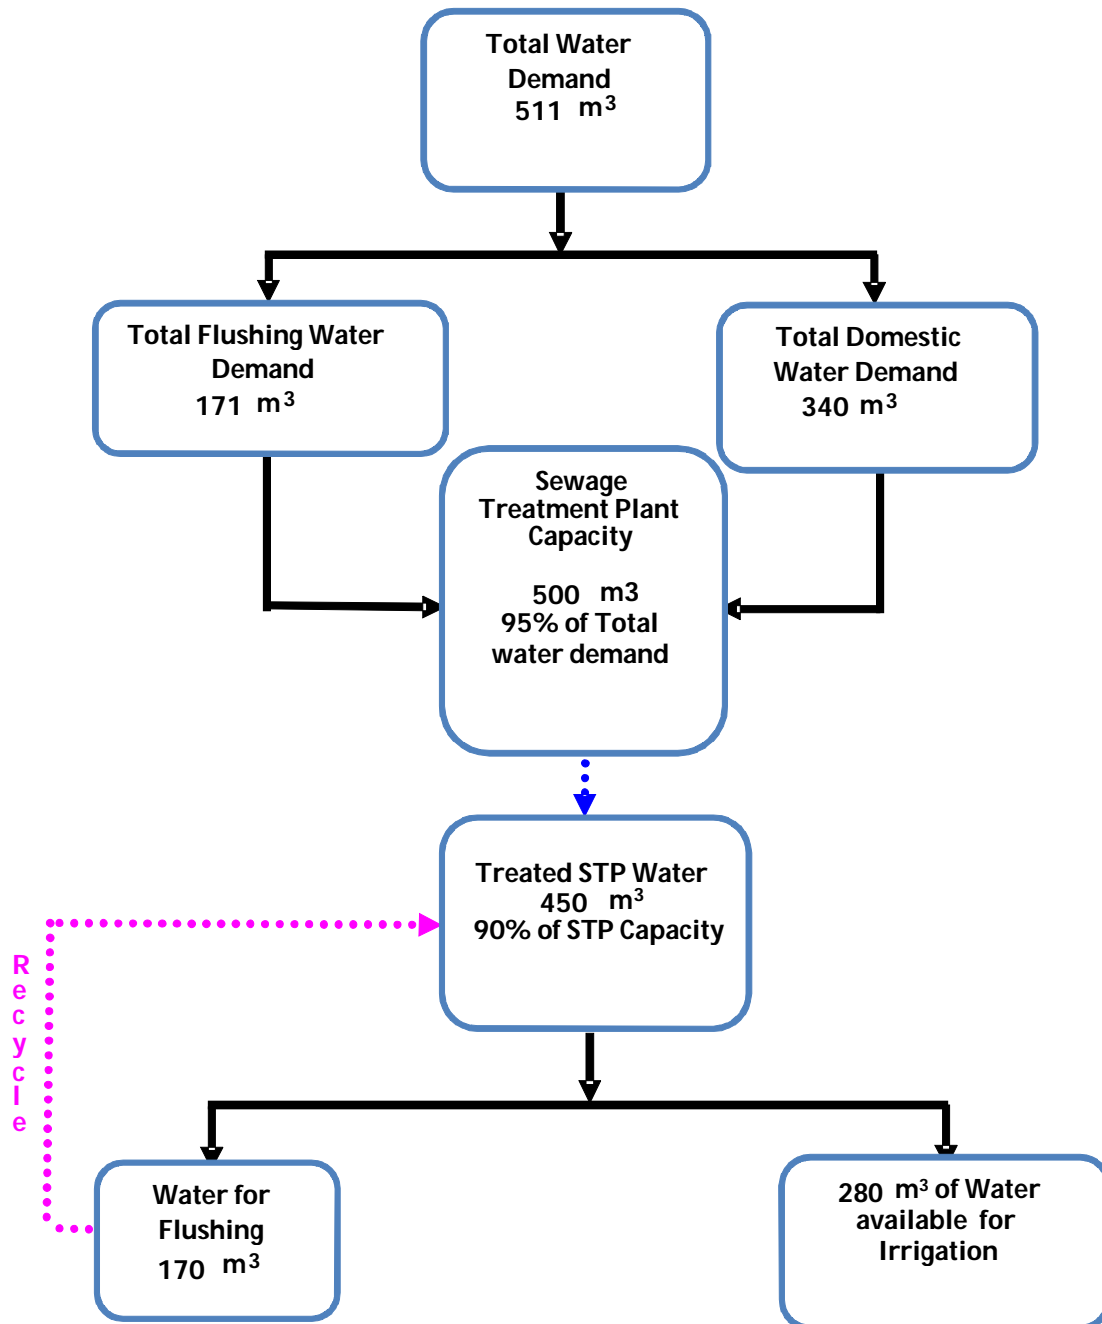 Total Water
Demand
511 m³
Total Flushing Water
Demand
171 m³
Total Domestic
Water Demand
340 m³
Sewage
Treatment Plant
Capacity
500 m3
95% of Total
water demand
Treated STP Water
450 m³
90% of STP Capacity
Recycle
Water for
Flushing
170 m³
280 m³ of Water
available for
Irrigation